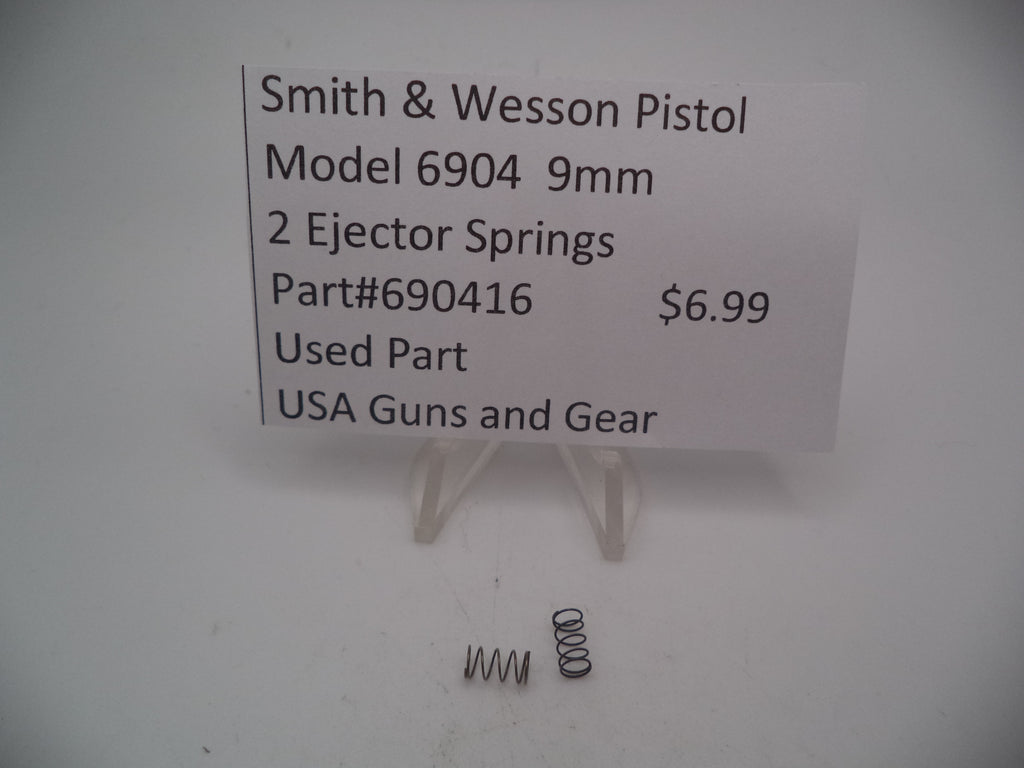 Smith & Wesson Pistol
Model 6904 9mm
2 Ejector Springs
Part#690416 $6.99
Used Part
USA Guns and Gear